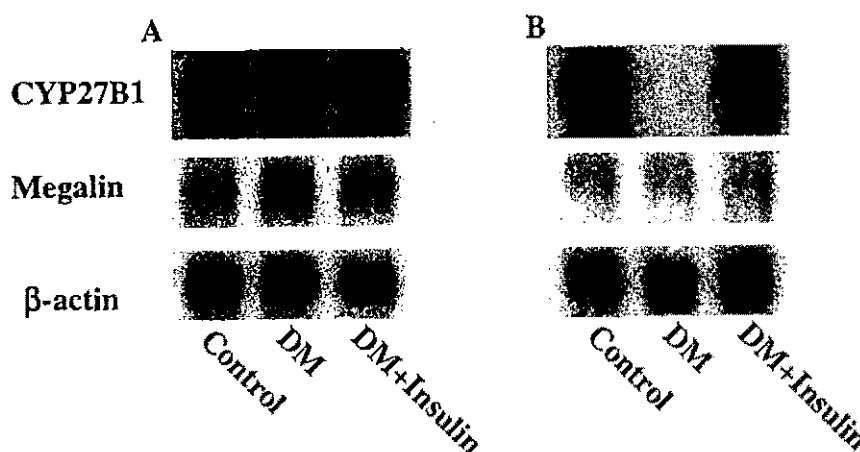 A
B
CYP27B1
Megalin
β-actin
Control
DM
DM+Insulin
Control
DM
DM+Insulin